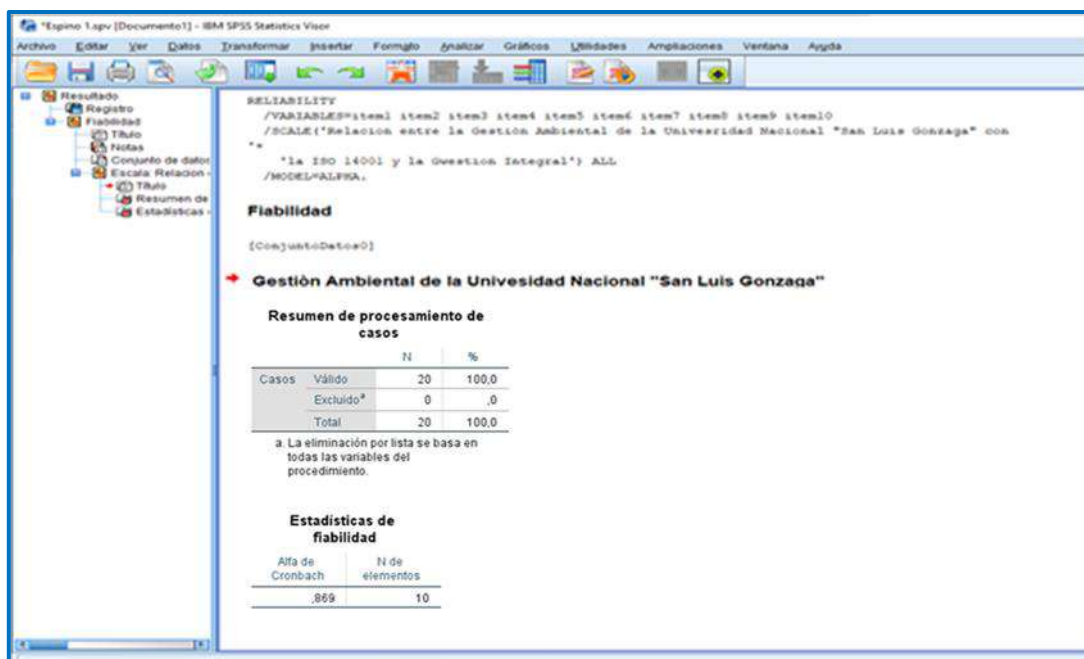 *Espino 1.spv [Documento1] - IBM SPSS Statistics Visor
Archivo Editar Ver Datos Transformar Insertar Formato Analizar Gráficos Utilidades Ampliaciones Ventana Ayuda
Resultado
Registro
Fiabilidad
Título
Notas
Conjunto de datos
Escala: Relacion -
Título
Resumen de
Estadísticas -
RELIABILITY
/VARIABLES=item1 item2 item3 item4 item5 item6 item7 item8 item9 item10
/SCALE('Relacion entre la Gestión Ambiental de la Univesridad Nacional "San Luis Gonzaga" con
'+
'la ISO 14001 y la Gwestion Integral') ALL
/MODEL=ALPHA.
Fiabilidad
[ConjuntoDatos0]
Gestiòn Ambiental de la Univesidad Nacional "San Luis Gonzaga"
Resumen de procesamiento de
casos
N %
Casos Válido 20 100,0
Excluido a 0 ,0
Total 20 100,0
a. La eliminación por lista se basa en
todas las variables del
procedimiento.
Estadísticas de
fiabilidad
Alfa de N de
Cronbach elementos
,869 10